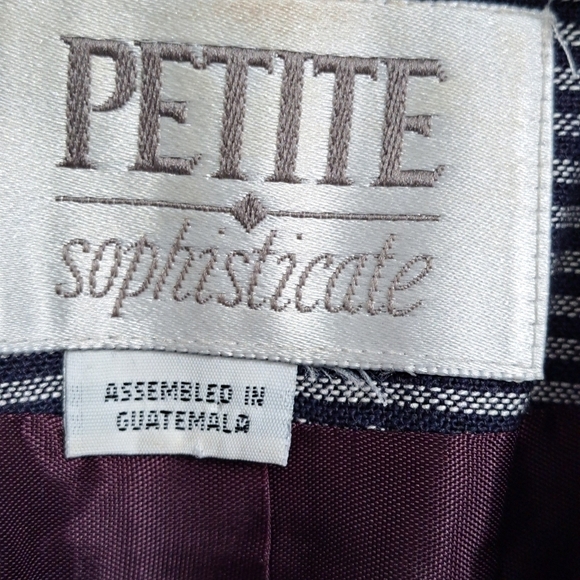 PETITE
sophisticate
ASSEMBLED IN
GUATEMALA